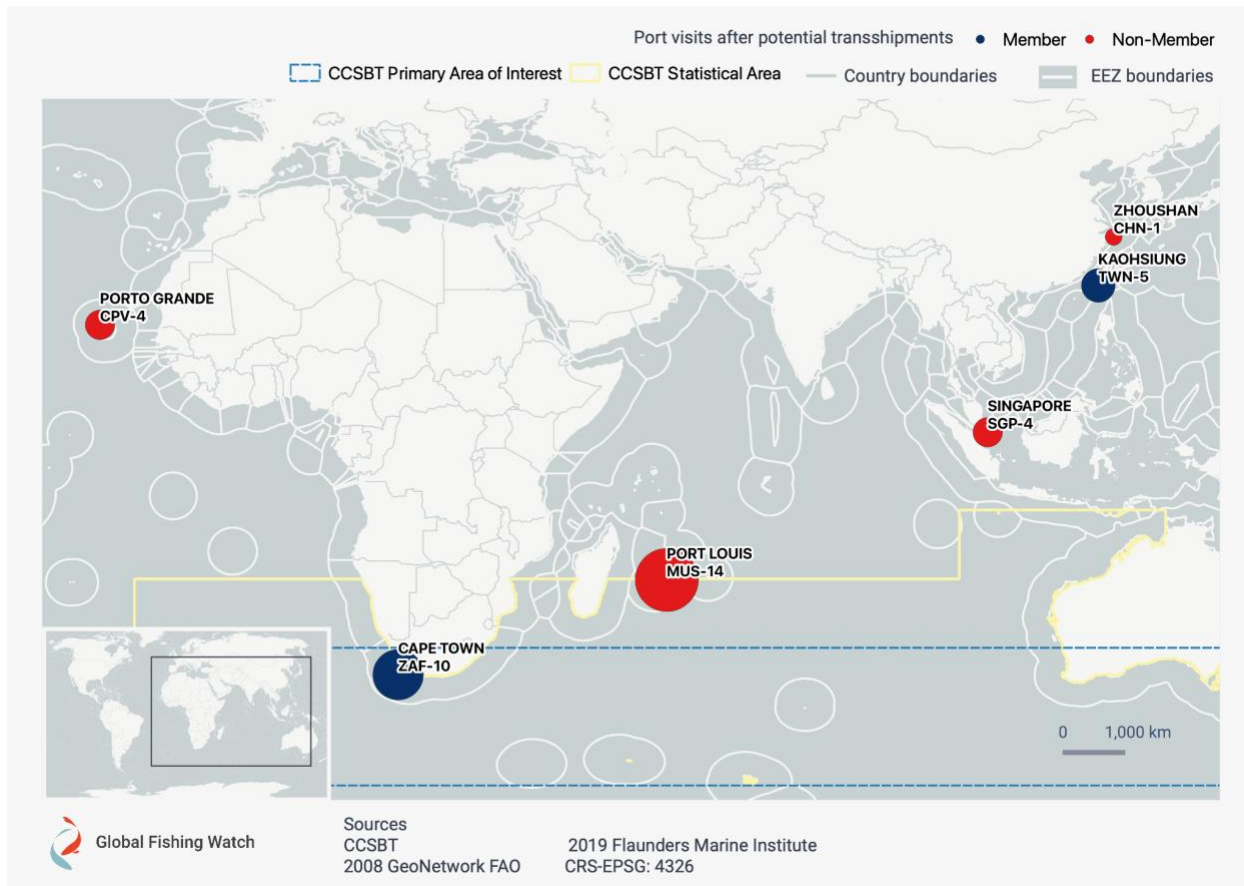 Port visits after potential transshipments Member Non-Member
CCSBT Primary Area of Interest CCSBT Statistical Area Country boundaries EEZ boundaries
ZHOUSHAN
CHN-1
KAOHSIUNG
TWN-5
PORTO GRANDE
CPV-4
SINGAPORE
SGP-4
PORT LOUIS
MUS-14
CAPE TOWN
ZAF-10
0 1,000 km
Global Fishing Watch
Sources
CCSBT 2019 Flaunders Marine Institute
2008 GeoNetwork FAO CRS-EPSG: 4326